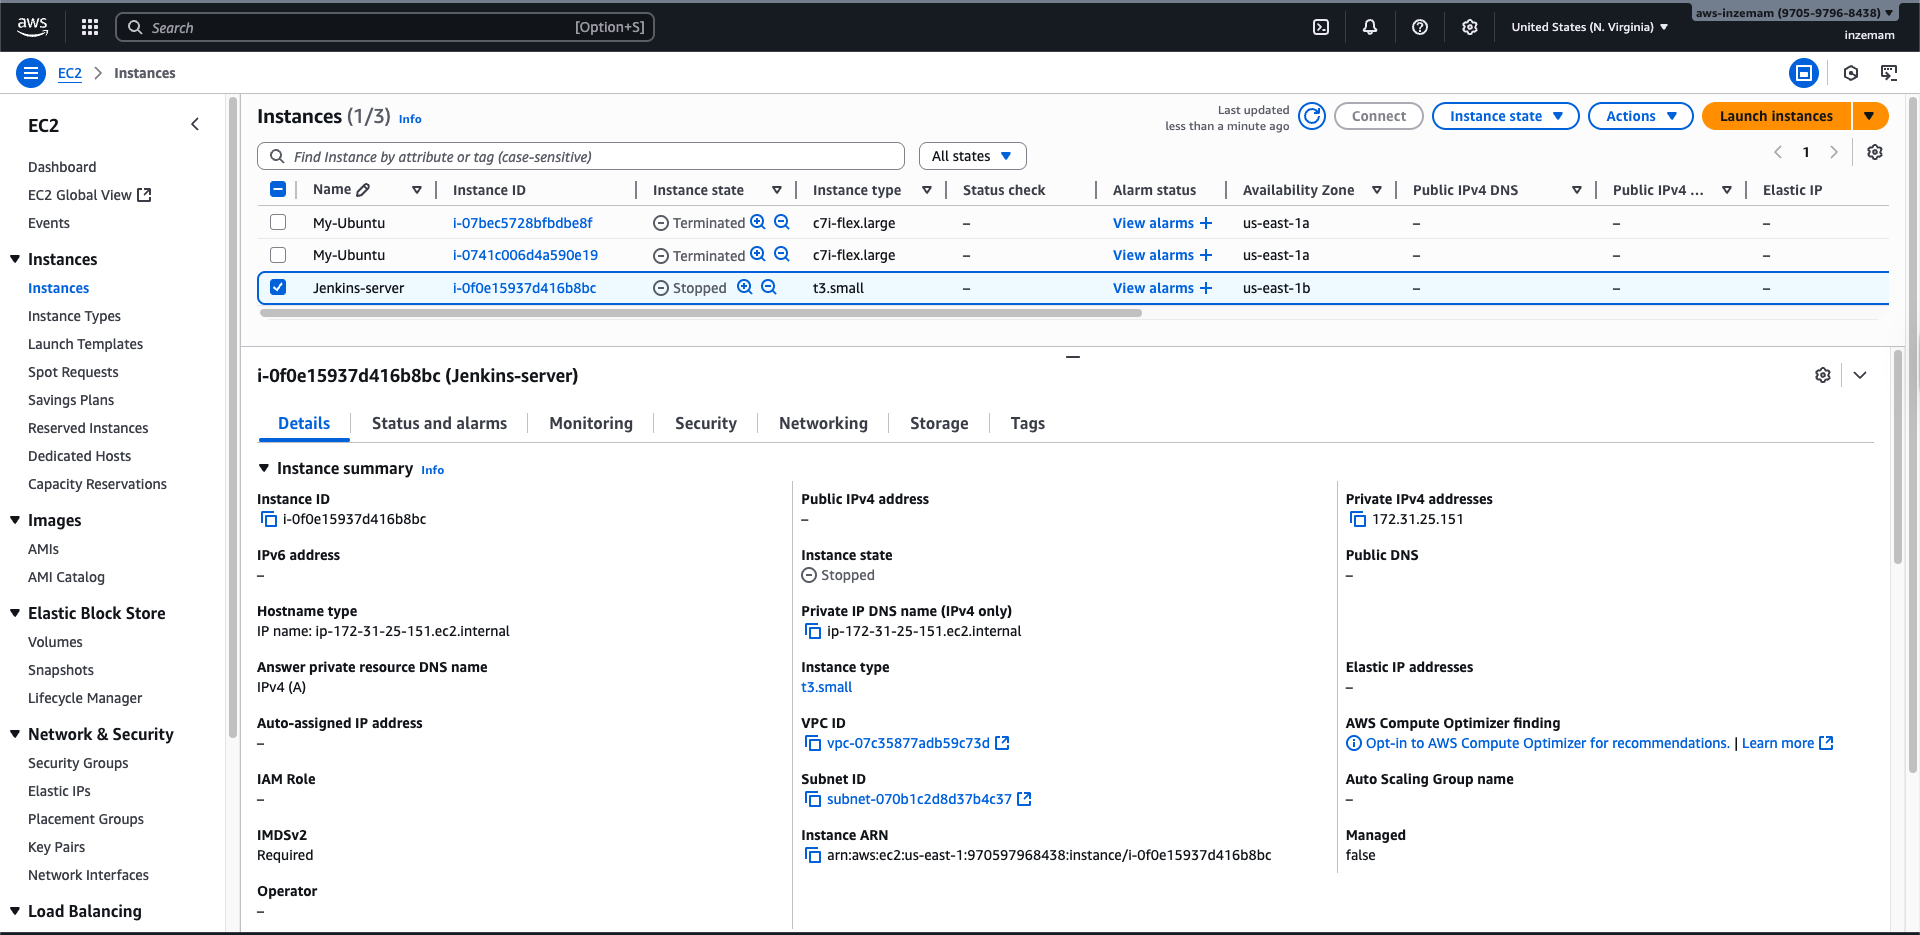 aws
Search [Option+S]
United States (N. Virginia)
aws-inzemam (9705-9796-8438)
inzemam
EC2 Instances
EC2
Dashboard
EC2 Global View
Events
Instances
Instances
Instance Types
Launch Templates
Spot Requests
Savings Plans
Reserved Instances
Dedicated Hosts
Capacity Reservations
Images
AMIs
AMI Catalog
Elastic Block Store
Volumes
Snapshots
Lifecycle Manager
Network & Security
Security Groups
Elastic IPs
Placement Groups
Key Pairs
Network Interfaces
Load Balancing
Instances (1/3) Info
Last updated
less than a minute ago
Connect
Instance state
Actions
Launch instances
Find Instance by attribute or tag (case-sensitive)
All states
1
Name Instance ID Instance state Instance type Status check Alarm status Availability Zone Public IPv4 DNS Public IPv4 ... Elastic IP
My-Ubuntu i-07bec5728bfbdbe8f Terminated c7i-flex.large – View alarms + us-east-1a – – –
My-Ubuntu i-0741c006d4a590e19 Terminated c7i-flex.large – View alarms + us-east-1a – – –
Jenkins-server i-0f0e15937d416b8bc Stopped t3.small – View alarms + us-east-1b – – –
i-0f0e15937d416b8bc (Jenkins-server)
Details Status and alarms Monitoring Security Networking Storage Tags
Instance summary Info
Instance ID
i-0f0e15937d416b8bc
IPv6 address
–
Hostname type
IP name: ip-172-31-25-151.ec2.internal
Answer private resource DNS name
IPv4 (A)
Auto-assigned IP address
–
IAM Role
–
IMDSv2
Required
Operator
–
Public IPv4 address
–
Instance state
Stopped
Private IP DNS name (IPv4 only)
ip-172-31-25-151.ec2.internal
Instance type
t3.small
VPC ID
vpc-07c35877adb59c73d
Subnet ID
subnet-070b1c2d8d37b4c37
Instance ARN
arn:aws:ec2:us-east-1:970597968438:instance/i-0f0e15937d416b8bc
Private IPv4 addresses
172.31.25.151
Public DNS
–
Elastic IP addresses
–
AWS Compute Optimizer finding
Opt-in to AWS Compute Optimizer for recommendations. | Learn more
Auto Scaling Group name
–
Managed
false